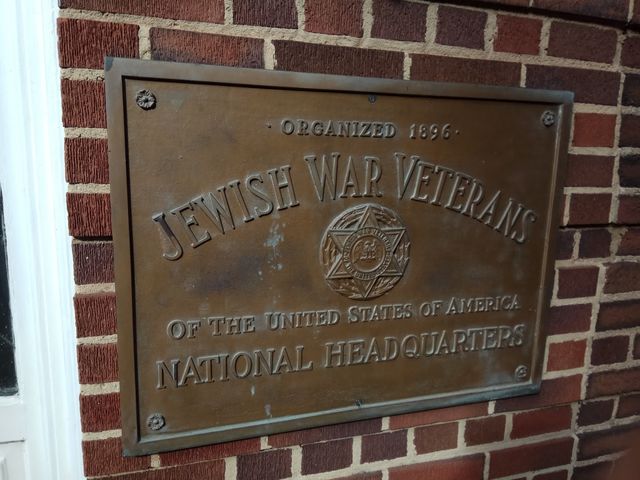 · ORGANIZED 1896 ·
JEWISH WAR VETERANS
OF THE UNITED STATES OF AMERICA
NATIONAL HEADQUARTERS